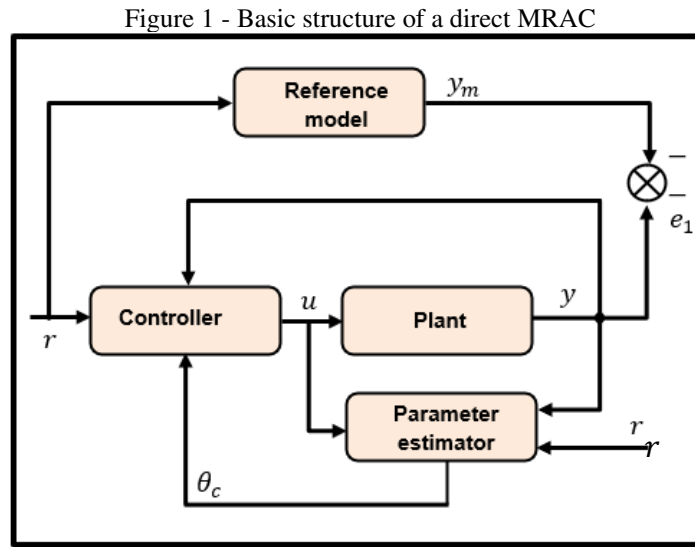 Figure 1 - Basic structure of a direct MRAC
Reference
model
y_m
−
−
e_1
Controller
u
Plant
y
r
Parameter
estimator
r
r
θ_c